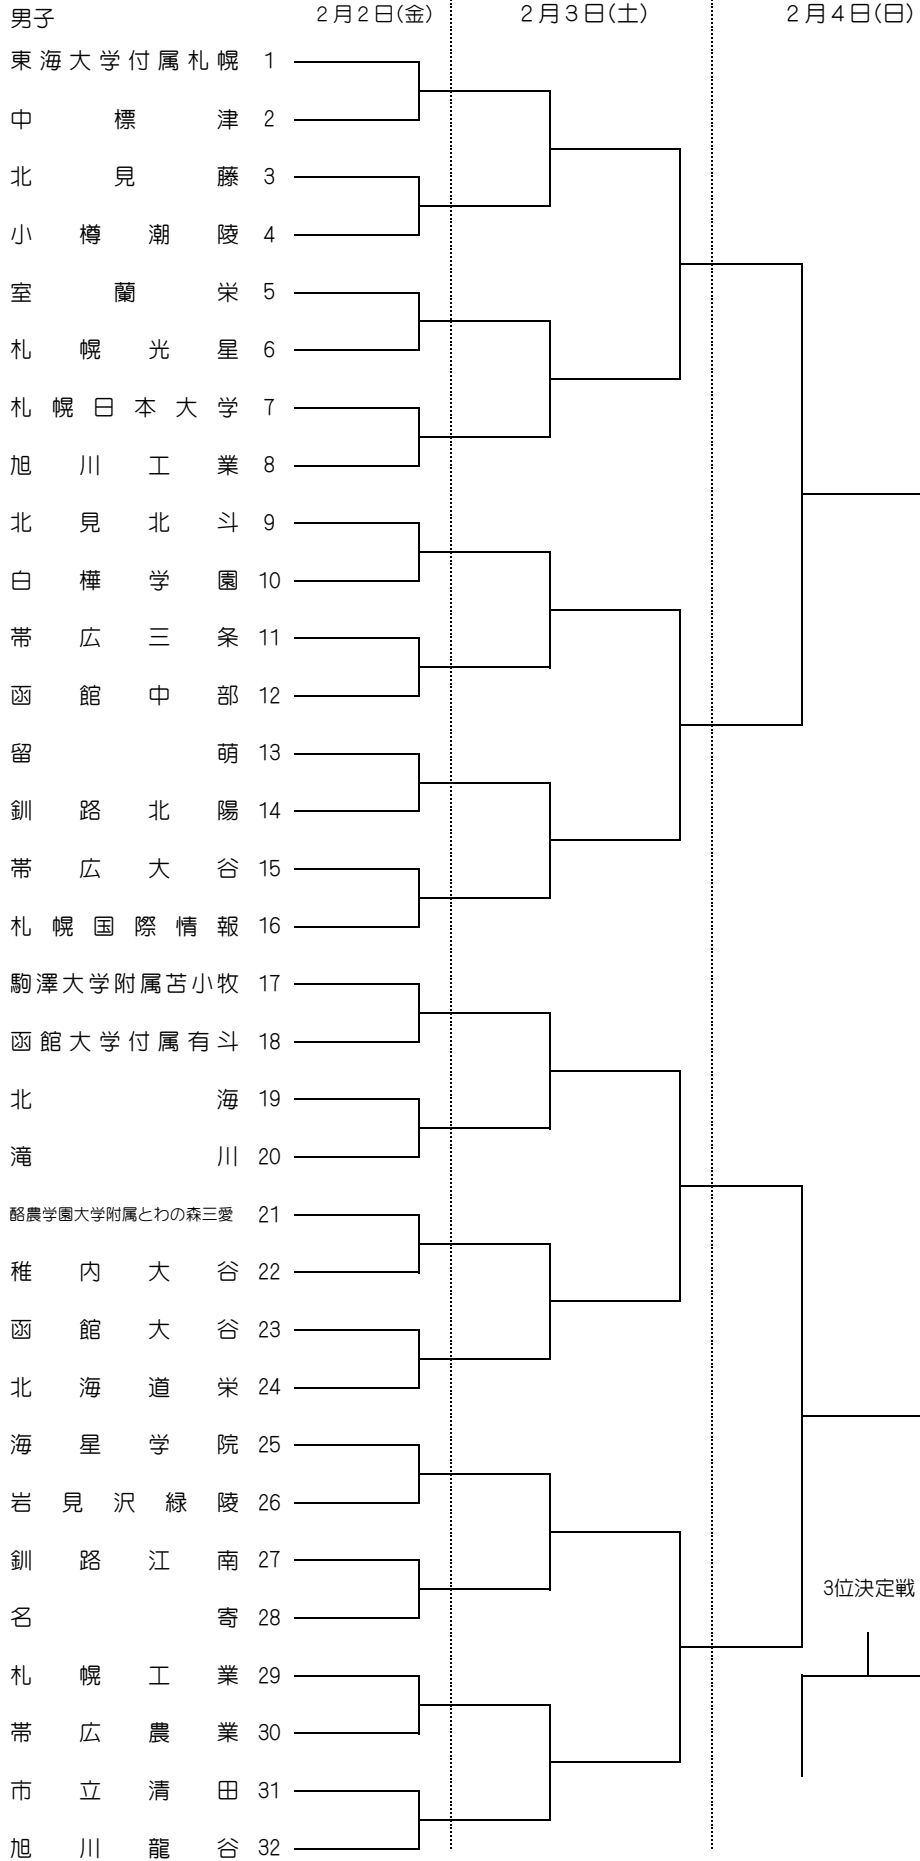 男子 2月2日(金) 2月3日(土) 2月4日(日)
東海大学付属札幌 1
中標津 2
北見藤 3
小樽潮陵 4
室蘭栄 5
札幌光星 6
札幌日本大学 7
旭川工業 8
北見北斗 9
白樺学園 10
帯広三条 11
函館中部 12
留萌 13
釧路北陽 14
帯広大谷 15
札幌国際情報 16
駒澤大学附属苫小牧 17
函館大学付属有斗 18
北海 19
滝川 20
酪農学園大学附属とわの森三愛 21
稚内大谷 22
函館大谷 23
北海道栄 24
海星学院 25
岩見沢緑陵 26
釧路江南 27
3位決定戦
名寄 28
札幌工業 29
帯広農業 30
市立清田 31
旭川龍谷 32